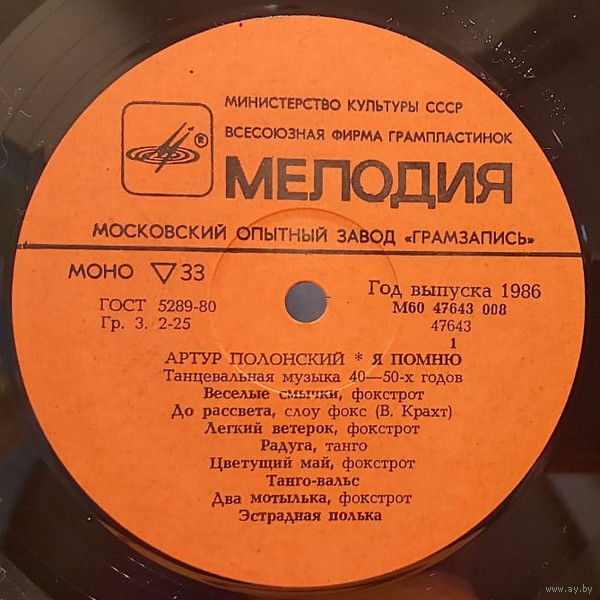 МИНИСТЕРСТВО КУЛЬТУРЫ СССР
ВСЕСОЮЗНАЯ ФИРМА ГРАМПЛАСТИНОК
®
МЕЛОДИЯ
МОСКОВСКИЙ ОПЫТНЫЙ ЗАВОД «ГРАМЗАПИСЬ»
МОНО ▽ 33
Год выпуска 1986
ГОСТ 5289-80
М60 47643 008
Гр. 3. 2-25
47643
1
АРТУР ПОЛОНСКИЙ * Я ПОМНЮ
Танцевальная музыка 40—50-х годов
Веселые смычки, фокстрот
До рассвета, слоу фокс (В. Крахт)
Легкий ветерок, фокстрот
Радуга, танго
Цветущий май, фокстрот
Танго-вальс
Два мотылька, фокстрот
Эстрадная полька
www.ay.by